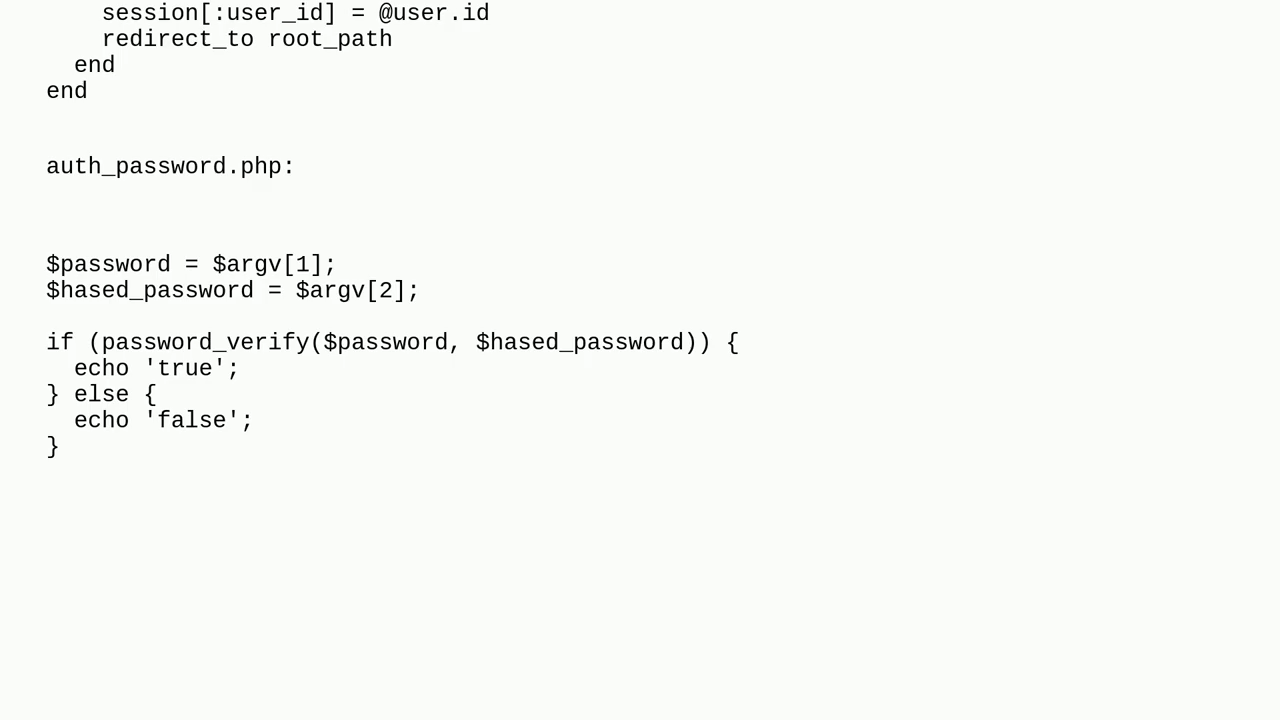 session[:user_id] = @user.id
    redirect_to root_path
  end
end
auth_password.php:
$password = $argv[1];
$hased_password = $argv[2];
if (password_verify($password, $hased_password)) {
  echo 'true';
} else {
  echo 'false';
}